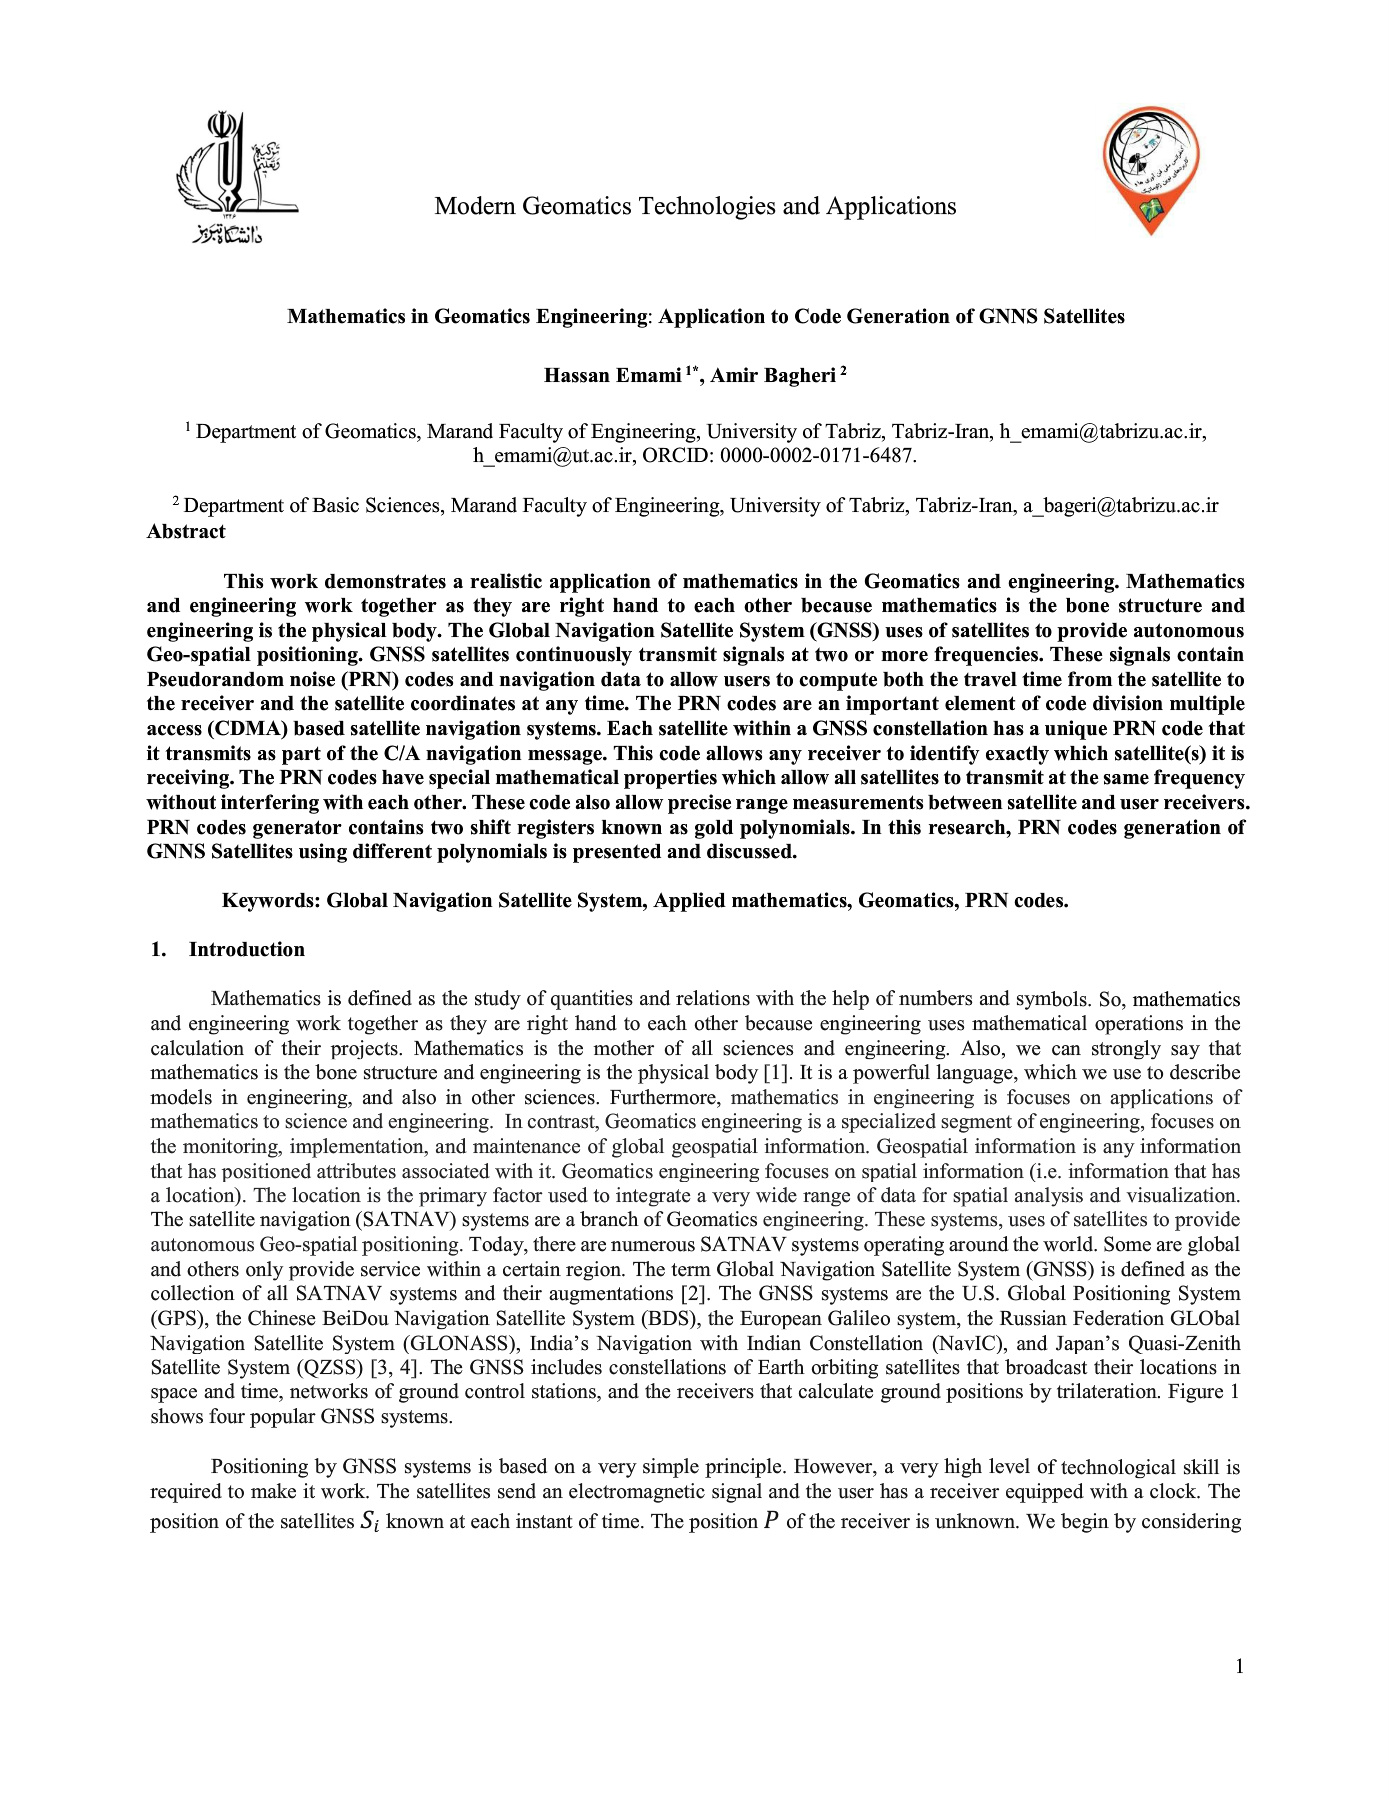 تزکیه
و تعلیم
۱۳۲۶
دانشگاه تبریز
Modern Geomatics Technologies and Applications
Mathematics in Geomatics Engineering: Application to Code Generation of GNNS Satellites
Hassan Emami 1*, Amir Bagheri 2
1 Department of Geomatics, Marand Faculty of Engineering, University of Tabriz, Tabriz-Iran, h_emami@tabrizu.ac.ir,
h_emami@ut.ac.ir, ORCID: 0000-0002-0171-6487.
2 Department of Basic Sciences, Marand Faculty of Engineering, University of Tabriz, Tabriz-Iran, a_bageri@tabrizu.ac.ir
Abstract
This work demonstrates a realistic application of mathematics in the Geomatics and engineering. Mathematics
and engineering work together as they are right hand to each other because mathematics is the bone structure and
engineering is the physical body. The Global Navigation Satellite System (GNSS) uses of satellites to provide autonomous
Geo-spatial positioning. GNSS satellites continuously transmit signals at two or more frequencies. These signals contain
Pseudorandom noise (PRN) codes and navigation data to allow users to compute both the travel time from the satellite to
the receiver and the satellite coordinates at any time. The PRN codes are an important element of code division multiple
access (CDMA) based satellite navigation systems. Each satellite within a GNSS constellation has a unique PRN code that
it transmits as part of the C/A navigation message. This code allows any receiver to identify exactly which satellite(s) it is
receiving. The PRN codes have special mathematical properties which allow all satellites to transmit at the same frequency
without interfering with each other. These code also allow precise range measurements between satellite and user receivers.
PRN codes generator contains two shift registers known as gold polynomials. In this research, PRN codes generation of
GNNS Satellites using different polynomials is presented and discussed.
Keywords: Global Navigation Satellite System, Applied mathematics, Geomatics, PRN codes.
1. Introduction
Mathematics is defined as the study of quantities and relations with the help of numbers and symbols. So, mathematics
and engineering work together as they are right hand to each other because engineering uses mathematical operations in the
calculation of their projects. Mathematics is the mother of all sciences and engineering. Also, we can strongly say that
mathematics is the bone structure and engineering is the physical body [1]. It is a powerful language, which we use to describe
models in engineering, and also in other sciences. Furthermore, mathematics in engineering is focuses on applications of
mathematics to science and engineering. In contrast, Geomatics engineering is a specialized segment of engineering, focuses on
the monitoring, implementation, and maintenance of global geospatial information. Geospatial information is any information
that has positioned attributes associated with it. Geomatics engineering focuses on spatial information (i.e. information that has
a location). The location is the primary factor used to integrate a very wide range of data for spatial analysis and visualization.
The satellite navigation (SATNAV) systems are a branch of Geomatics engineering. These systems, uses of satellites to provide
autonomous Geo-spatial positioning. Today, there are numerous SATNAV systems operating around the world. Some are global
and others only provide service within a certain region. The term Global Navigation Satellite System (GNSS) is defined as the
collection of all SATNAV systems and their augmentations [2]. The GNSS systems are the U.S. Global Positioning System
(GPS), the Chinese BeiDou Navigation Satellite System (BDS), the European Galileo system, the Russian Federation GLObal
Navigation Satellite System (GLONASS), India’s Navigation with Indian Constellation (NavIC), and Japan’s Quasi-Zenith
Satellite System (QZSS) [3, 4]. The GNSS includes constellations of Earth orbiting satellites that broadcast their locations in
space and time, networks of ground control stations, and the receivers that calculate ground positions by trilateration. Figure 1
shows four popular GNSS systems.
Positioning by GNSS systems is based on a very simple principle. However, a very high level of technological skill is
required to make it work. The satellites send an electromagnetic signal and the user has a receiver equipped with a clock. The
position of the satellites Si known at each instant of time. The position P of the receiver is unknown. We begin by considering
1